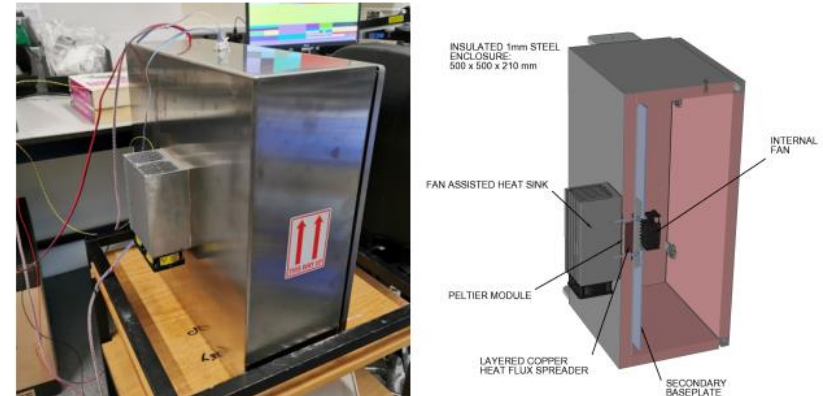 THIS WAY UP
INSULATED 1mm STEEL
ENCLOSURE:
500 x 500 x 210 mm
INTERNAL
FAN
FAN ASSISTED HEAT SINK
PELTIER MODULE
LAYERED COPPER
HEAT FLUX SPREADER
SECONDARY
BASEPLATE